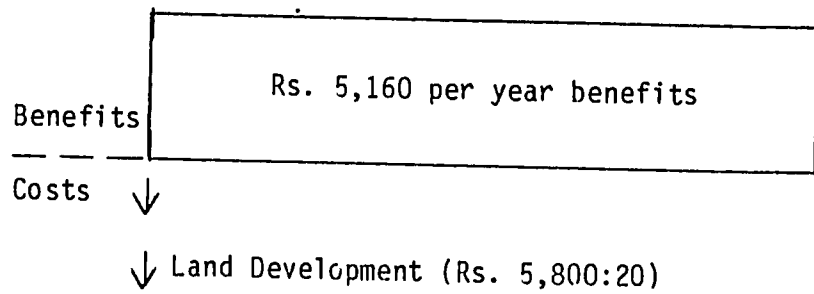 Rs. 5,160 per year benefits
Benefits
Costs
Land Development (Rs. 5,800:20)